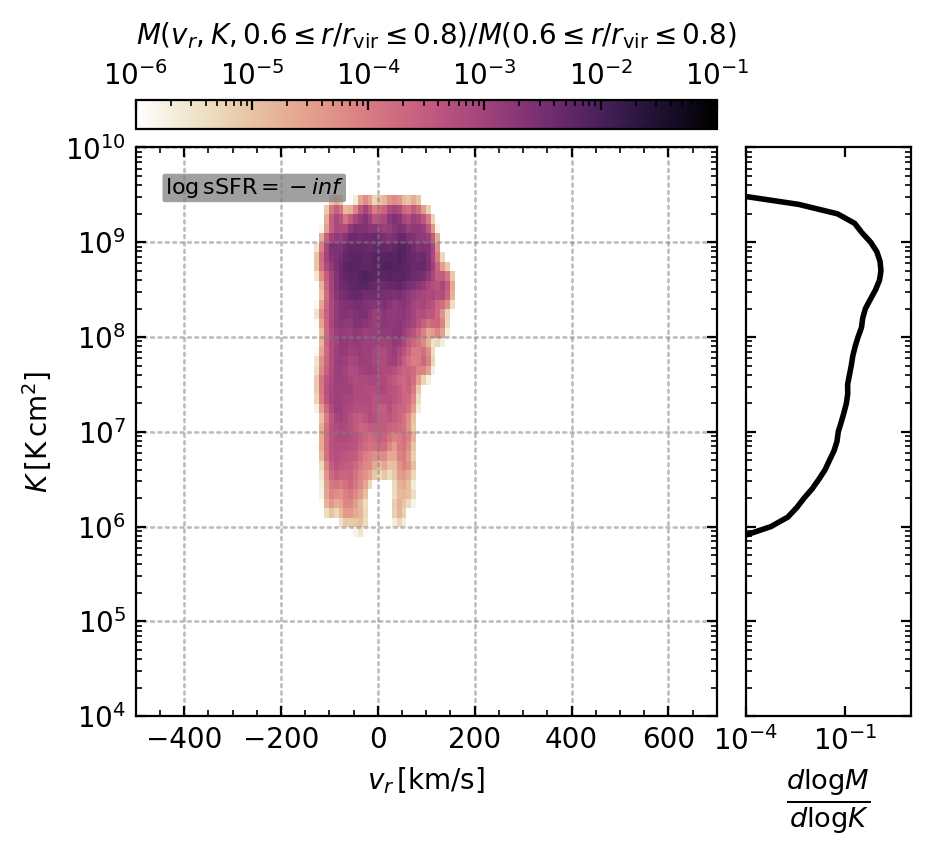 M(v_r, K, 0.6 ≤ r/r_vir ≤ 0.8)/M(0.6 ≤ r/r_vir ≤ 0.8)
10^−6 10^−5 10^−4 10^−3 10^−2 10^−1
log sSFR = −inf
10^10
10^9
10^8
10^7
10^6
10^5
10^4
K [K cm^2]
−400 −200 0 200 400 600
v_r [km/s]
10^−4 10^−1
dlogM
dlogK